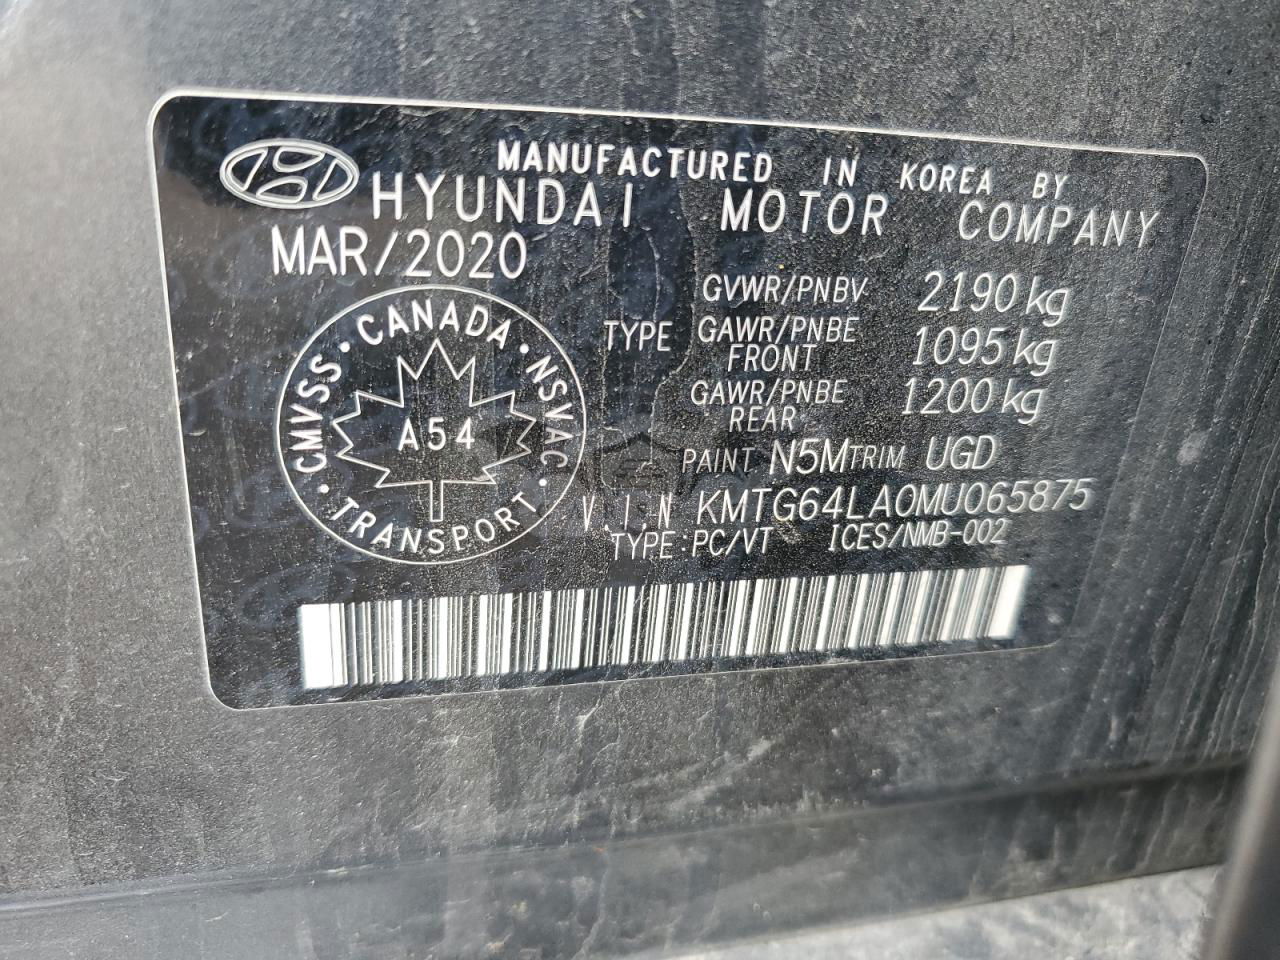 MANUFACTURED IN KOREA BY
HYUNDAI MOTOR COMPANY
MAR/2020
GVWR/PNBV 2190 kg
TYPE GAWR/PNBE FRONT 1095 kg
GAWR/PNBE REAR 1200 kg
CMVSS · CANADA · NSVAC · TRANSPORT ·
A54
PAINT N5M TRIM UGD
V.I.N KMTG64LA0MU065875
TYPE:PC/VT ICES/NMB-002